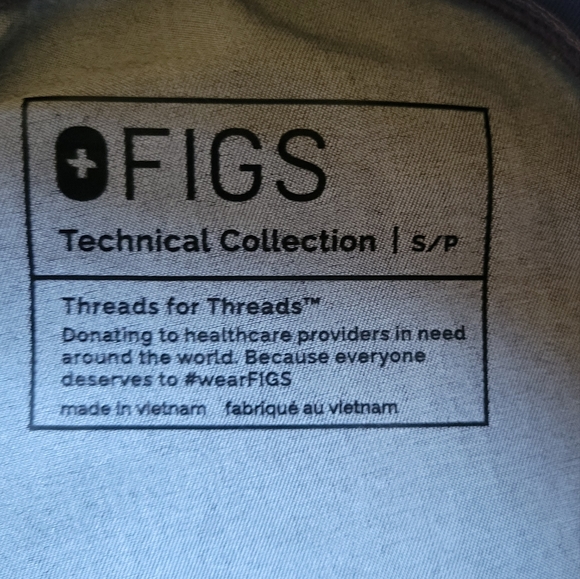 FIGS
Technical Collection | S/P
Threads for Threads™
Donating to healthcare providers in need
around the world. Because everyone
deserves to #wearFIGS
made in vietnam fabriqué au vietnam